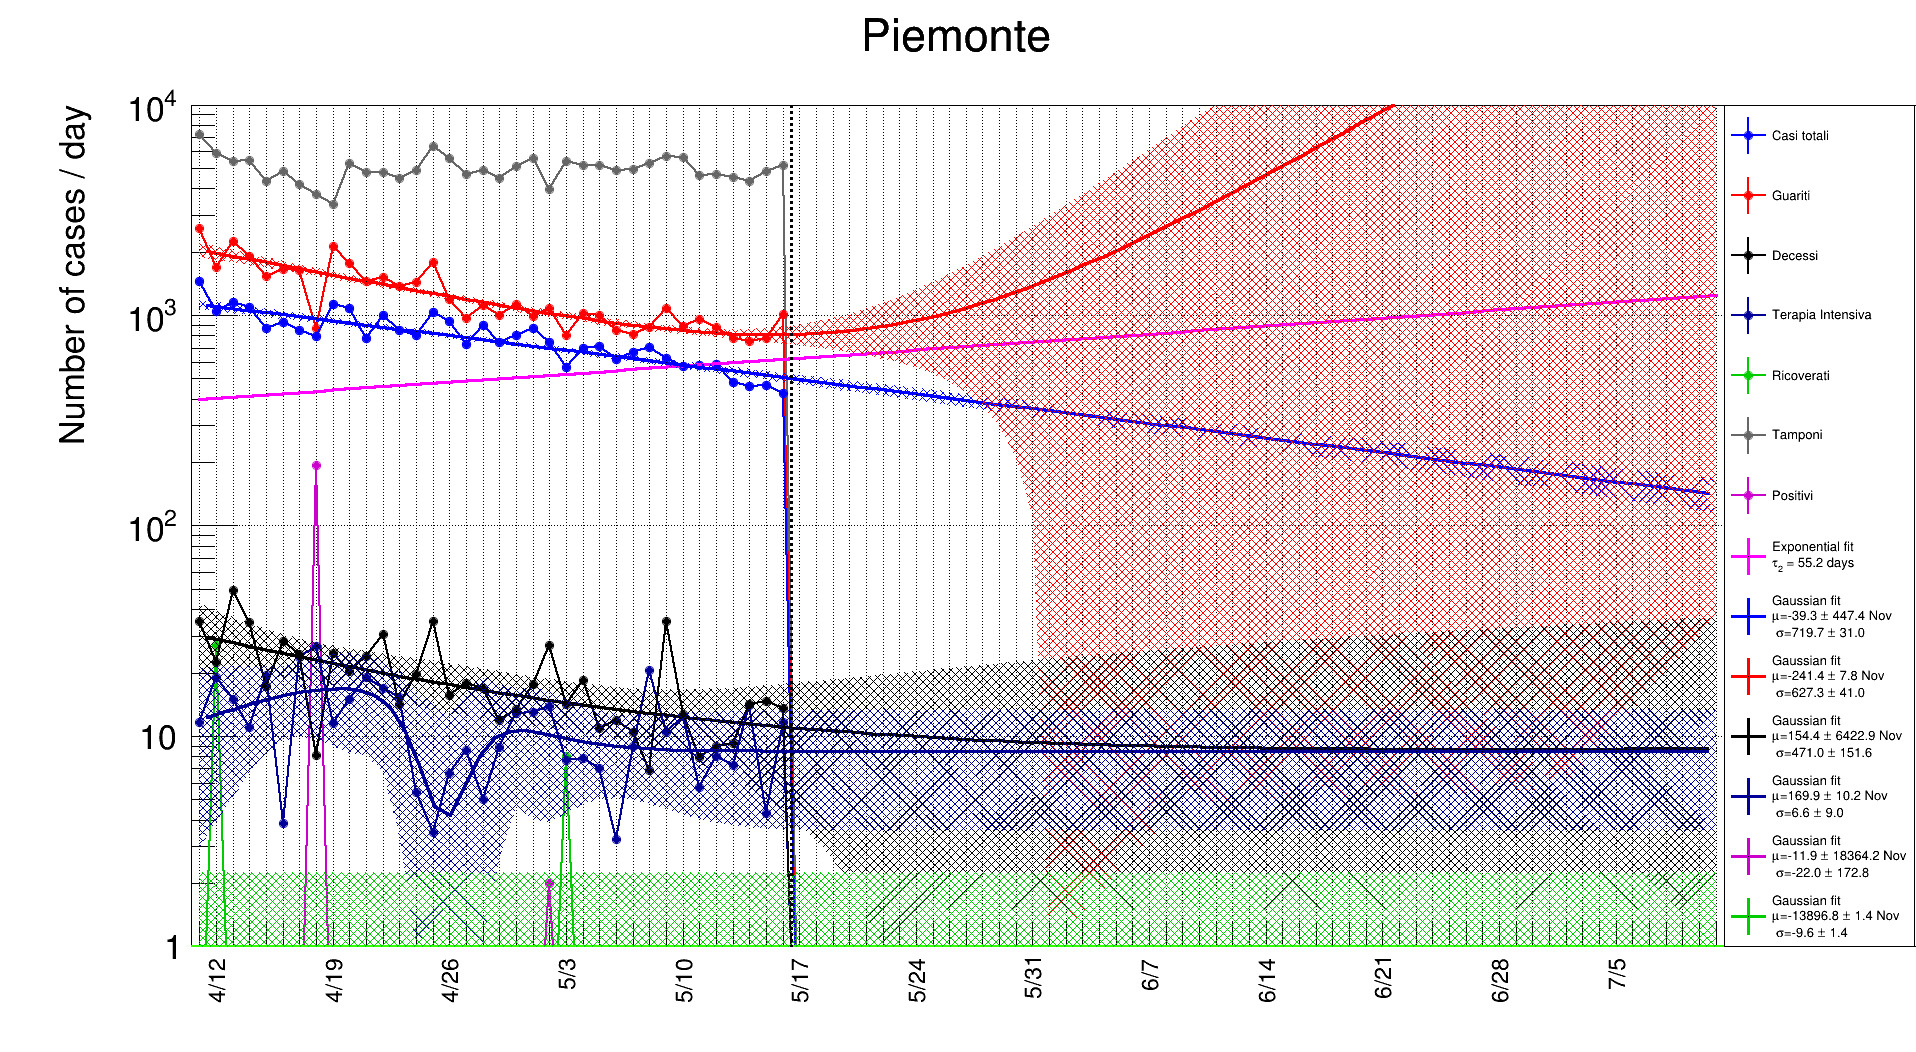 Piemonte
Number of cases / day
10^4
10^3
10^2
10
1
4/12
4/19
4/26
5/3
5/10
5/17
5/24
5/31
6/7
6/14
6/21
6/28
7/5
Casi totali
Guariti
Decessi
Terapia Intensiva
Ricoverati
Tamponi
Positivi
Exponential fit
τ₂ = 55.2 days
Gaussian fit
μ=-39.3 ± 447.4 Nov
σ=719.7 ± 31.0
Gaussian fit
μ=-241.4 ± 7.8 Nov
σ=627.3 ± 41.0
Gaussian fit
μ=154.4 ± 6422.9 Nov
σ=471.0 ± 151.6
Gaussian fit
μ=169.9 ± 10.2 Nov
σ=6.6 ± 9.0
Gaussian fit
μ=-11.9 ± 18364.2 Nov
σ=-22.0 ± 172.8
Gaussian fit
μ=-13896.8 ± 1.4 Nov
σ=-9.6 ± 1.4